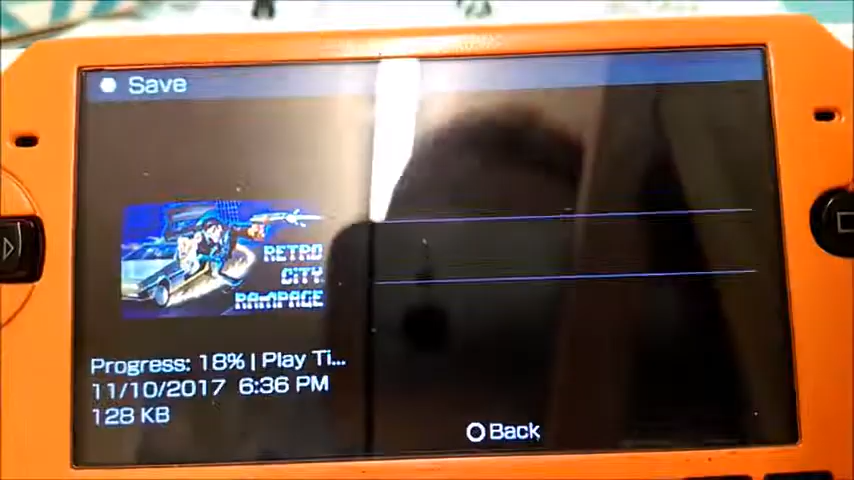 Save
RETRO
CITY
RAMPAGE
Progress: 18% | Play Ti...
11/10/2017 6:36 PM
128 KB
Back